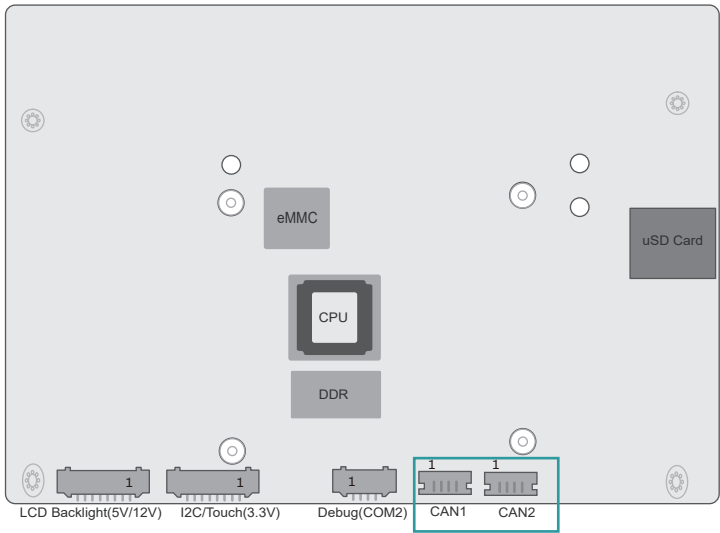 eMMC
uSD Card
CPU
DDR
1 1
1 1 1
LCD Backlight(5V/12V) I2C/Touch(3.3V) Debug(COM2) CAN1 CAN2